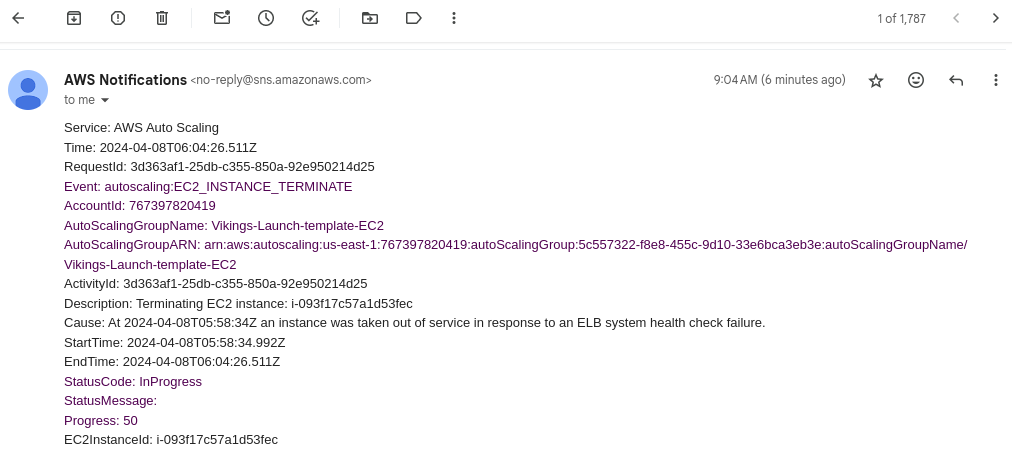 1 of 1,787
AWS Notifications <no-reply@sns.amazonaws.com>
9:04 AM (6 minutes ago)
to me
Service: AWS Auto Scaling
Time: 2024-04-08T06:04:26.511Z
RequestId: 3d363af1-25db-c355-850a-92e950214d25
Event: autoscaling:EC2_INSTANCE_TERMINATE
AccountId: 767397820419
AutoScalingGroupName: Vikings-Launch-template-EC2
AutoScalingGroupARN: arn:aws:autoscaling:us-east-1:767397820419:autoScalingGroup:5c557322-f8e8-455c-9d10-33e6bca3eb3e:autoScalingGroupName/
Vikings-Launch-template-EC2
ActivityId: 3d363af1-25db-c355-850a-92e950214d25
Description: Terminating EC2 instance: i-093f17c57a1d53fec
Cause: At 2024-04-08T05:58:34Z an instance was taken out of service in response to an ELB system health check failure.
StartTime: 2024-04-08T05:58:34.992Z
EndTime: 2024-04-08T06:04:26.511Z
StatusCode: InProgress
StatusMessage:
Progress: 50
EC2InstanceId: i-093f17c57a1d53fec